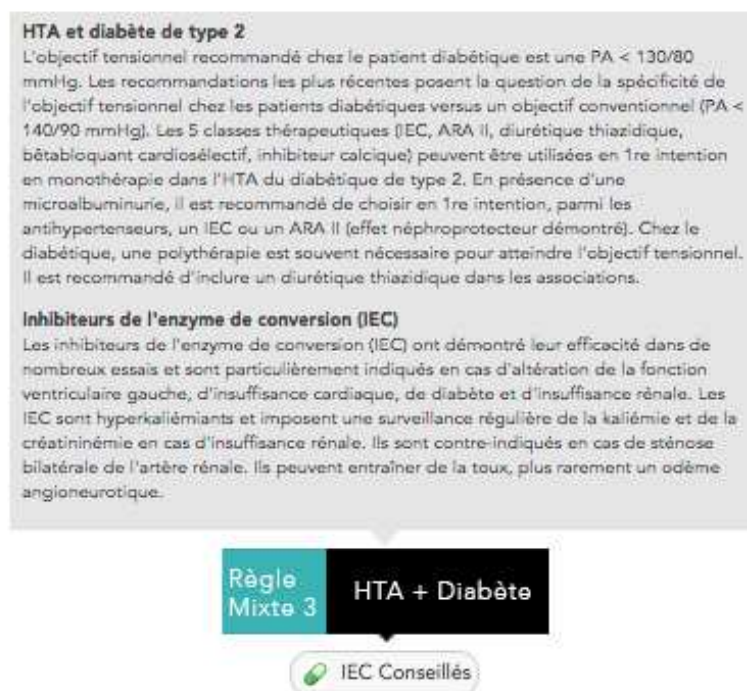 HTA et diabète de type 2
L'objectif tensionnel recommandé chez le patient diabétique est une PA < 130/80
mmHg. Les recommandations les plus récentes posent la question de la spécificité de
l'objectif tensionnel chez les patients diabétiques versus un objectif conventionnel (PA <
140/90 mmHg). Les 5 classes thérapeutiques (IEC, ARA II, diurétique thiazidique,
bêtabloquant cardiosélectif, inhibiteur calcique) peuvent être utilisées en 1re intention
en monothérapie dans l'HTA du diabétique de type 2. En présence d'une
microalbuminurie, il est recommandé de choisir en 1re intention, parmi les
antihypertenseurs, un IEC ou un ARA II (effet néphroprotecteur démontré). Chez le
diabétique, une polythérapie est souvent nécessaire pour atteindre l'objectif tensionnel.
Il est recommandé d'inclure un diurétique thiazidique dans les associations.
Inhibiteurs de l'enzyme de conversion (IEC)
Les inhibiteurs de l'enzyme de conversion (IEC) ont démontré leur efficacité dans de
nombreux essais et sont particulièrement indiqués en cas d'altération de la fonction
ventriculaire gauche, d'insuffisance cardiaque, de diabète et d'insuffisance rénale. Les
IEC sont hyperkaliémiants et imposent une surveillance régulière de la kaliémie et de la
créatininémie en cas d'insuffisance rénale. Ils sont contre-indiqués en cas de sténose
bilatérale de l'artère rénale. Ils peuvent entraîner de la toux, plus rarement un odème
angioneurotique.
Règle
Mixte 3
HTA + Diabète
IEC Conseillés